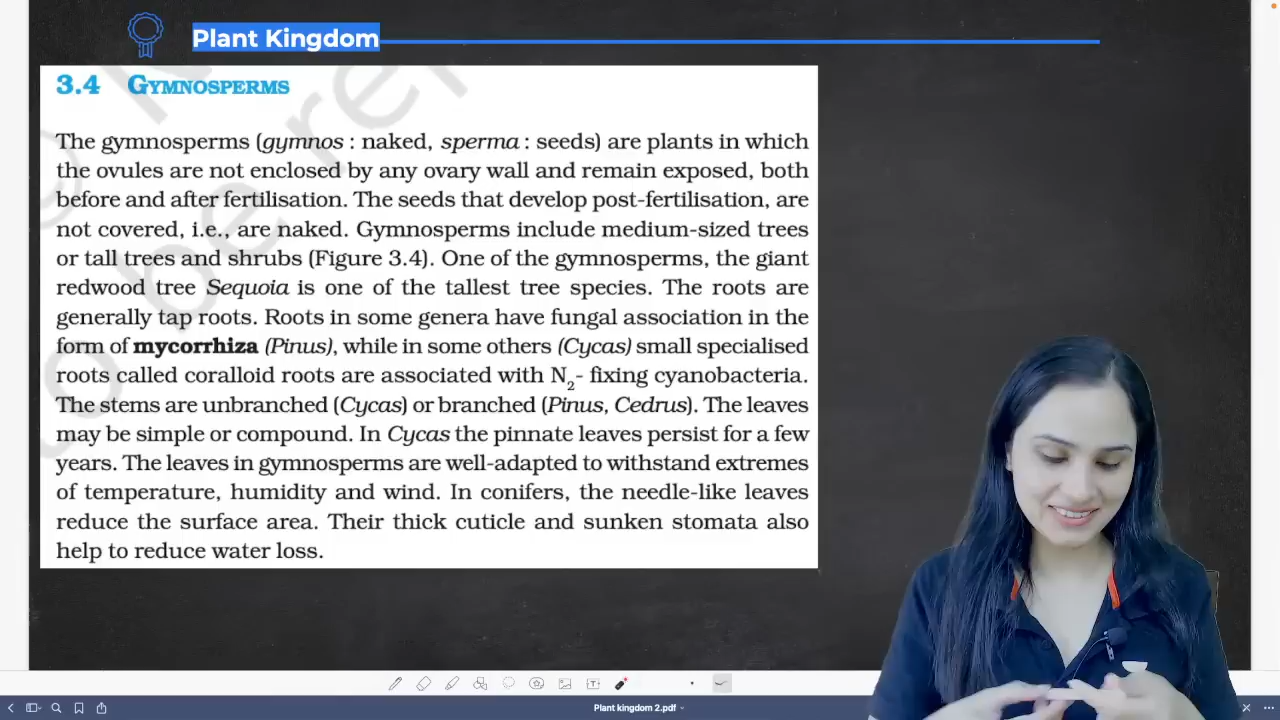 Plant Kingdom
3.4 GYMNOSPERMS
The gymnosperms (gymnos : naked, sperma : seeds) are plants in which
the ovules are not enclosed by any ovary wall and remain exposed, both
before and after fertilisation. The seeds that develop post-fertilisation, are
not covered, i.e., are naked. Gymnosperms include medium-sized trees
or tall trees and shrubs (Figure 3.4). One of the gymnosperms, the giant
redwood tree Sequoia is one of the tallest tree species. The roots are
generally tap roots. Roots in some genera have fungal association in the
form of mycorrhiza (Pinus), while in some others (Cycas) small specialised
roots called coralloid roots are associated with N₂- fixing cyanobacteria.
The stems are unbranched (Cycas) or branched (Pinus, Cedrus). The leaves
may be simple or compound. In Cycas the pinnate leaves persist for a few
years. The leaves in gymnosperms are well-adapted to withstand extremes
of temperature, humidity and wind. In conifers, the needle-like leaves
reduce the surface area. Their thick cuticle and sunken stomata also
help to reduce water loss.
Plant kingdom 2.pdf